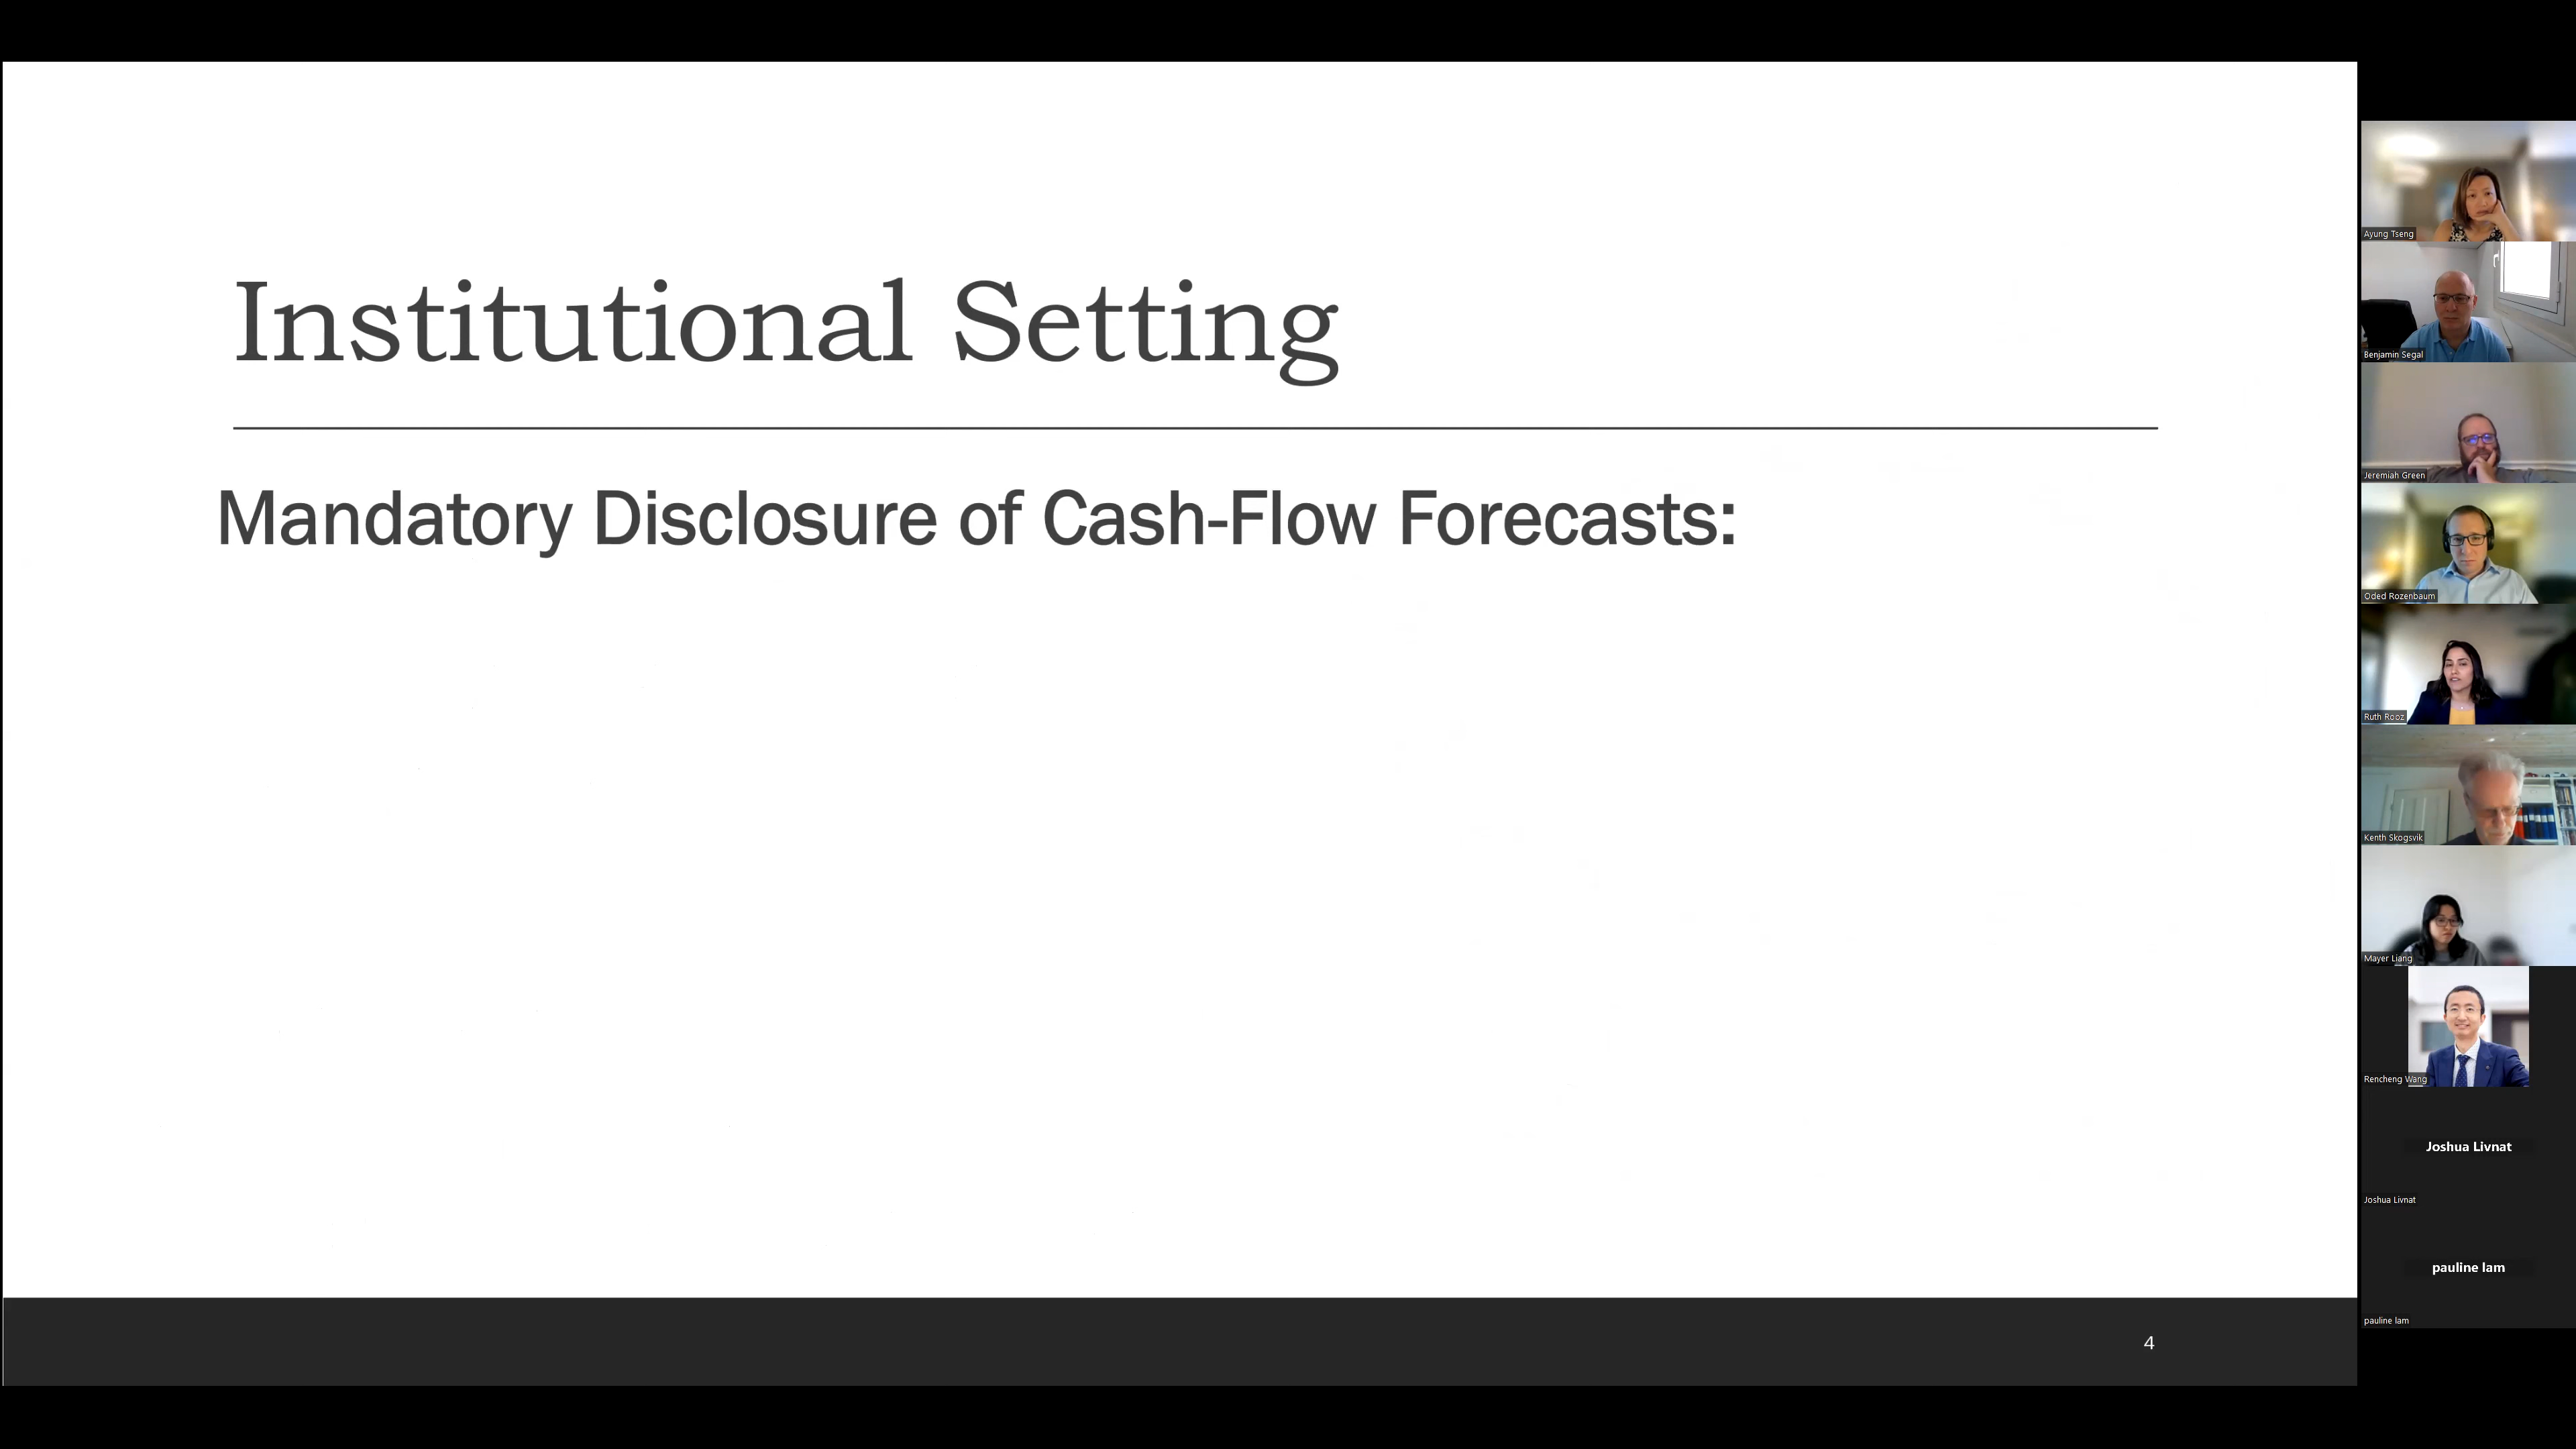 Institutional Setting
Mandatory Disclosure of Cash-Flow Forecasts:
4
Ayung Tseng
Benjamin Segal
Jeremiah Green
Oded Rozenbaum
Ruth Rooz
Kenth Skogsvik
Mayer Liang
Rencheng Wang
Joshua Livnat
Joshua Livnat
pauline lam
pauline lam